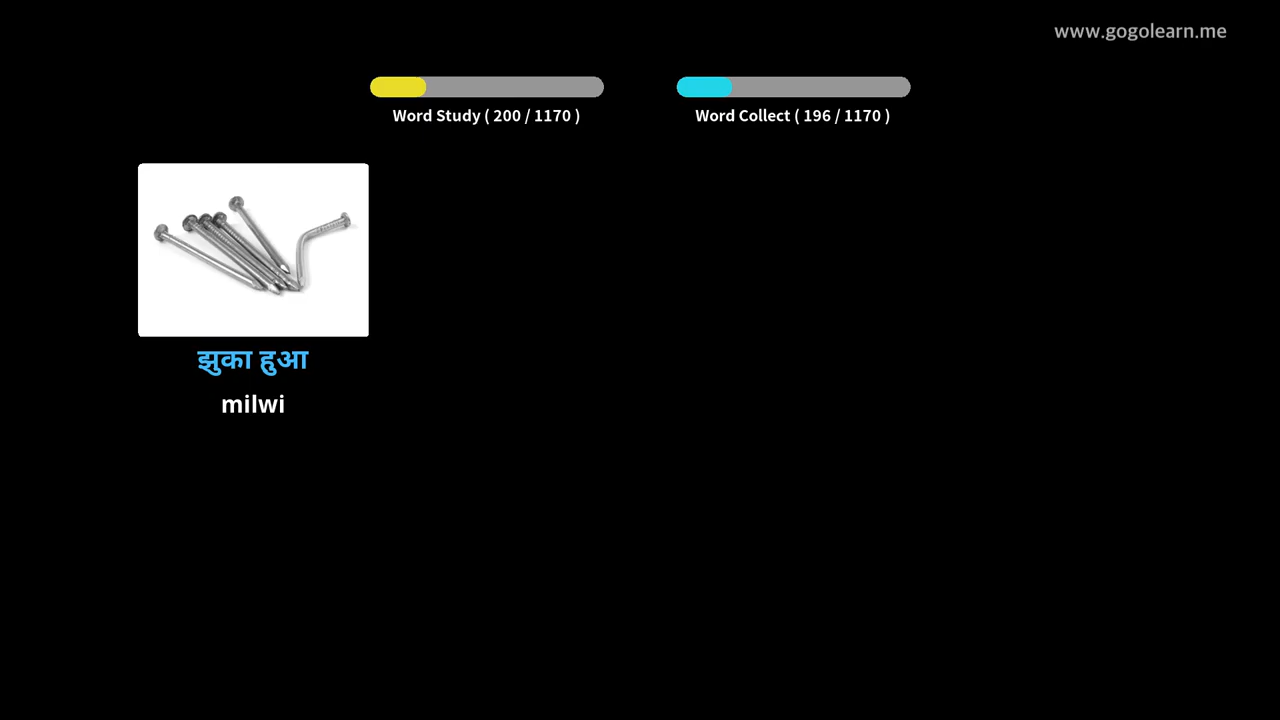 www.gogolearn.me
Word Study ( 200 / 1170 )
Word Collect ( 196 / 1170 )
झुका हुआ
milwi